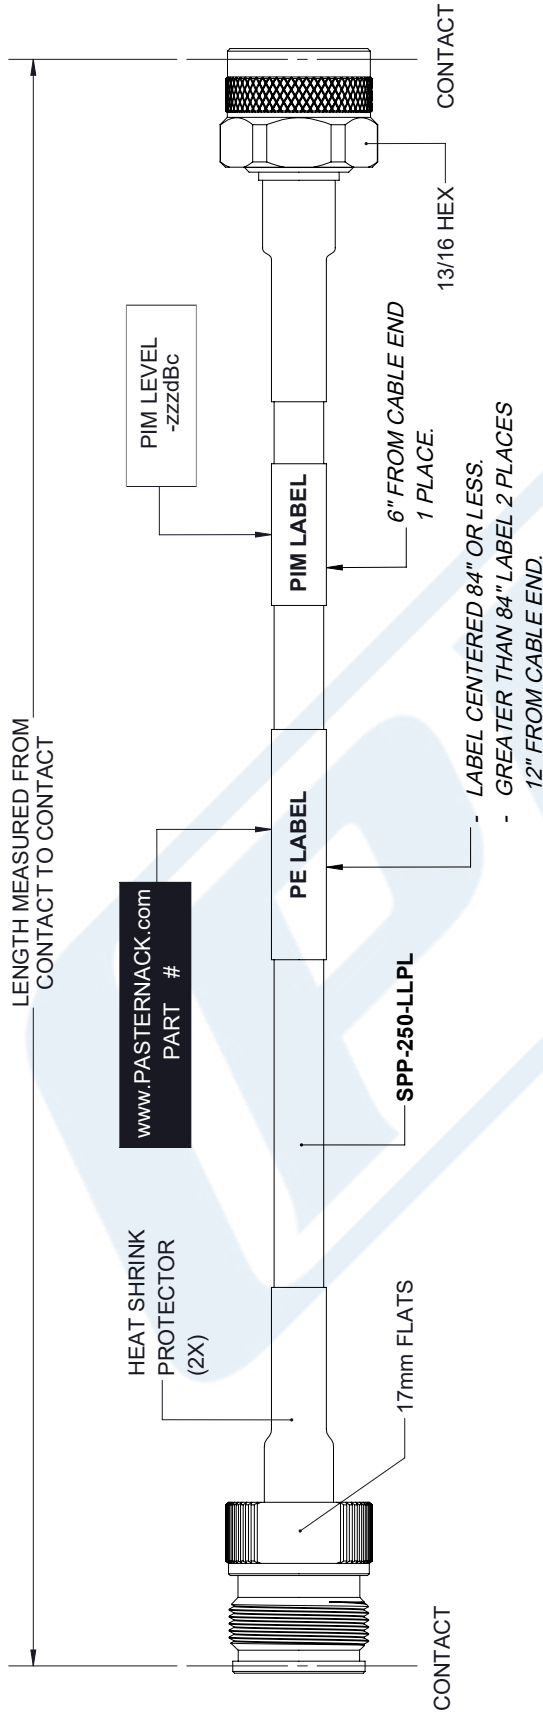 LENGTH MEASURED FROM
CONTACT TO CONTACT
HEAT SHRINK
PROTECTOR
(2X)
www.PASTERNACK.com
PART #
PIM LEVEL
-zzzdBc
PE LABEL
PIM LABEL
CONTACT
17mm FLATS
SPP-250-LLPL
- LABEL CENTERED 84" OR LESS.
- GREATER THAN 84" LABEL 2 PLACES
12" FROM CABLE END.
6" FROM CABLE END
1 PLACE.
13/16 HEX
CONTACT